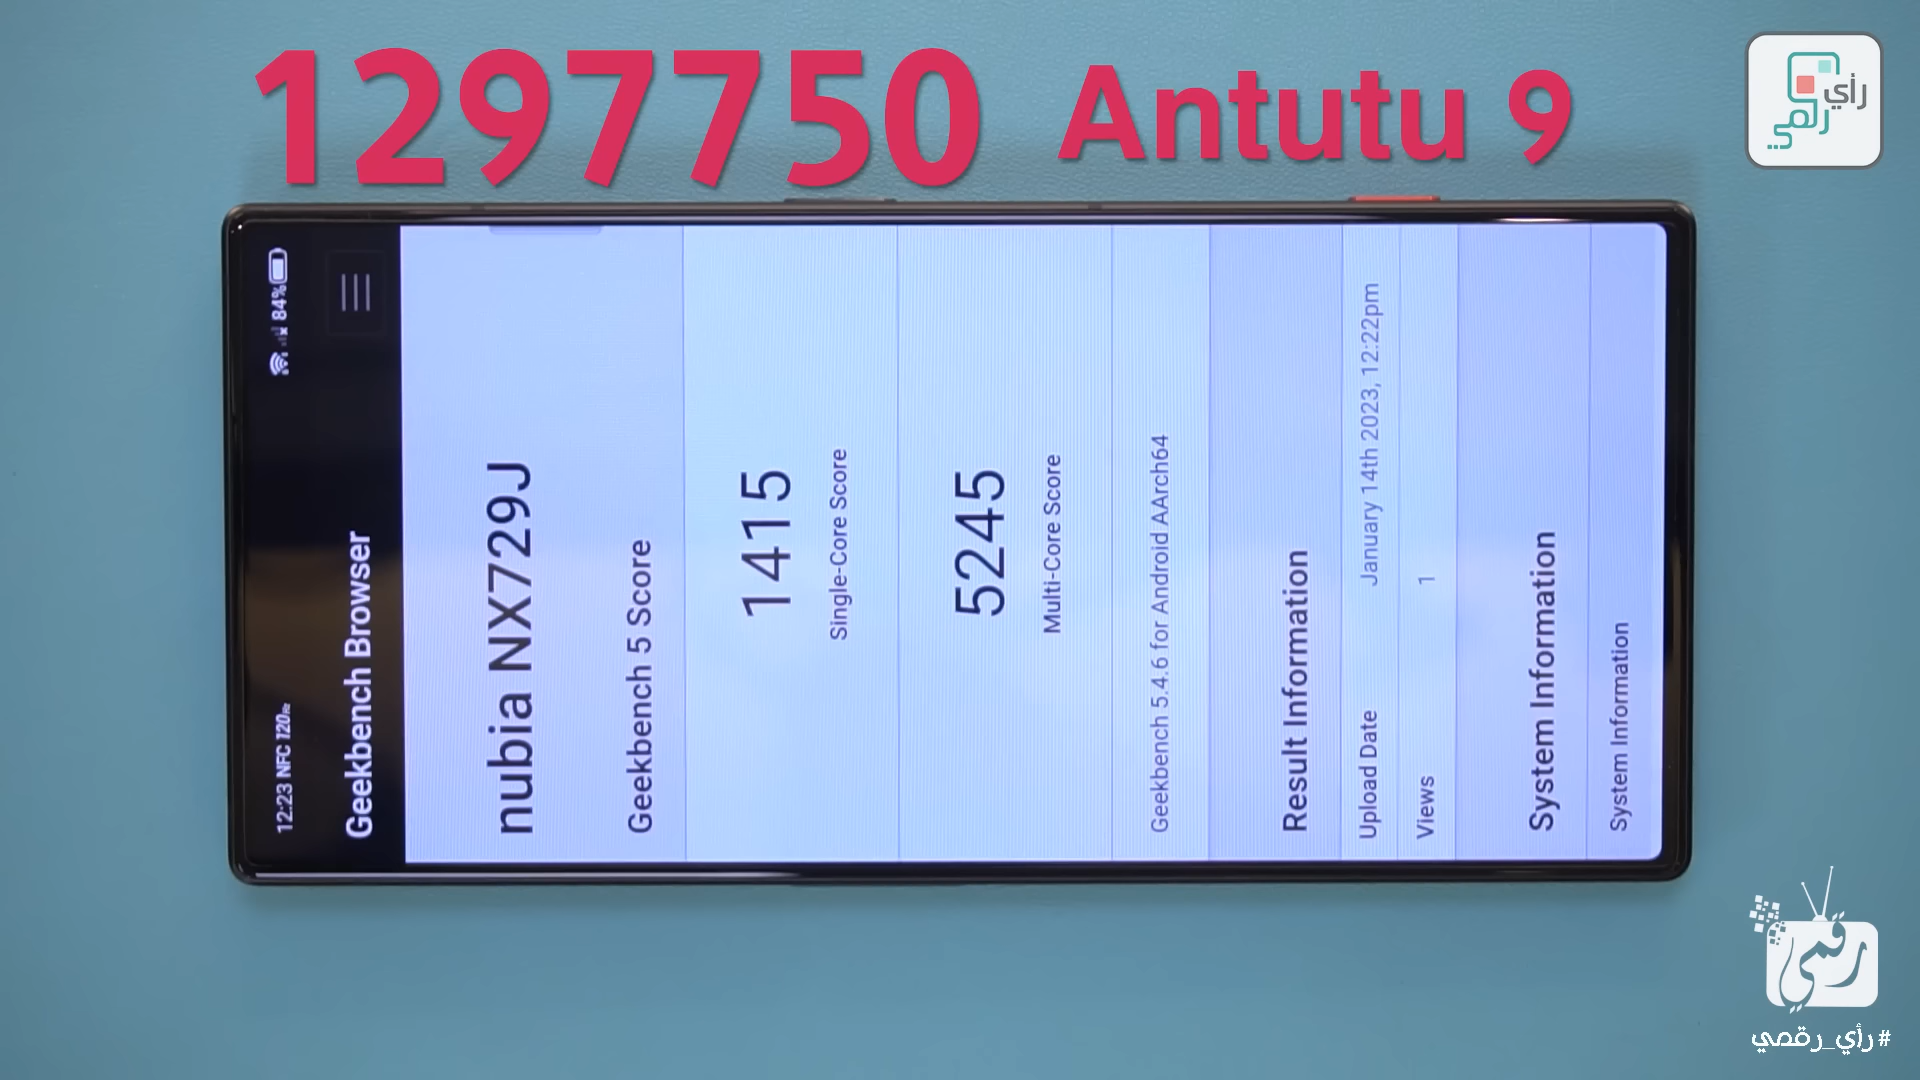 1297750 Antutu 9
رأي
رقمي
12:23 NFC 120Hz 84%
Geekbench Browser
nubia NX729J
Geekbench 5 Score
1415
Single-Core Score
5245
Multi-Core Score
Geekbench 5.4.6 for Android AArch64
Result Information
Upload Date January 14th 2023, 12:22pm
Views 1
System Information
System Information
رقمي
#رأي_رقمي